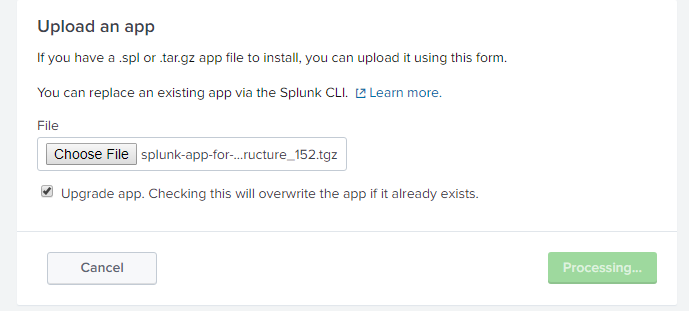 Upload an app
If you have a .spl or .tar.gz app file to install, you can upload it using this form.
You can replace an existing app via the Splunk CLI. Learn more.
File
Choose File splunk-app-for-...ructure_152.tgz
Upgrade app. Checking this will overwrite the app if it already exists.
Cancel Processing...